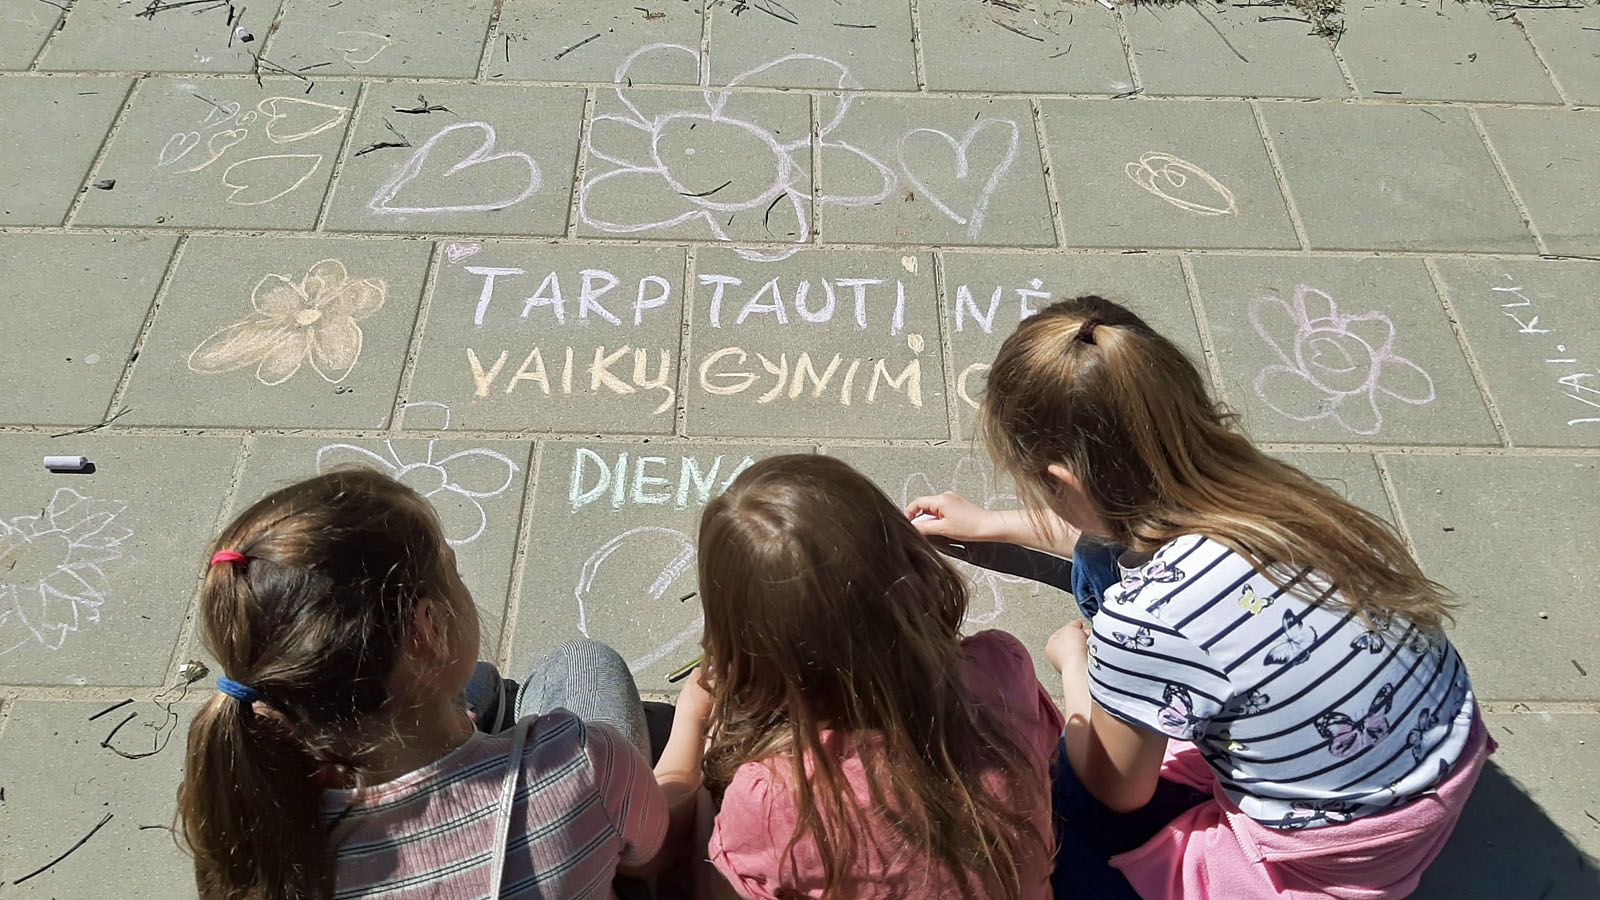 TARPTAUTINĖ
VAIKŲ GYNIMO
DIENA